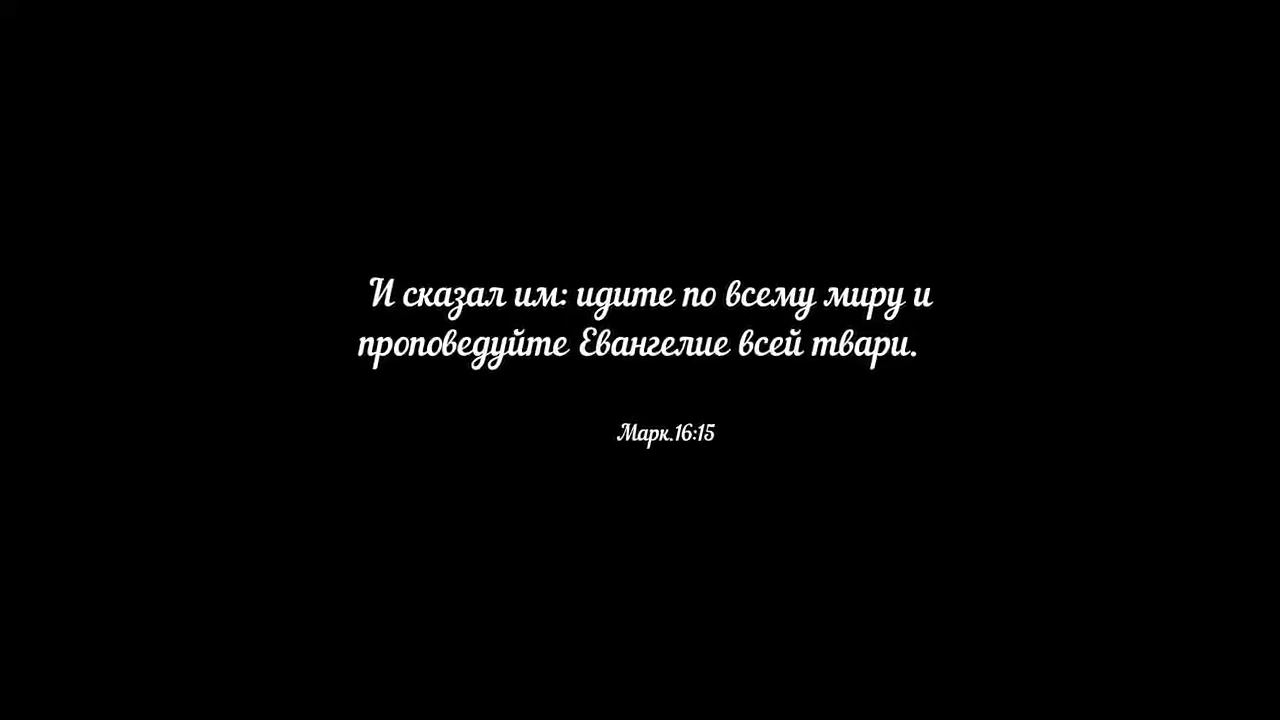 И сказал им: идите по всему миру и
проповедуйте Евангелие всей твари.
Марк.16:15